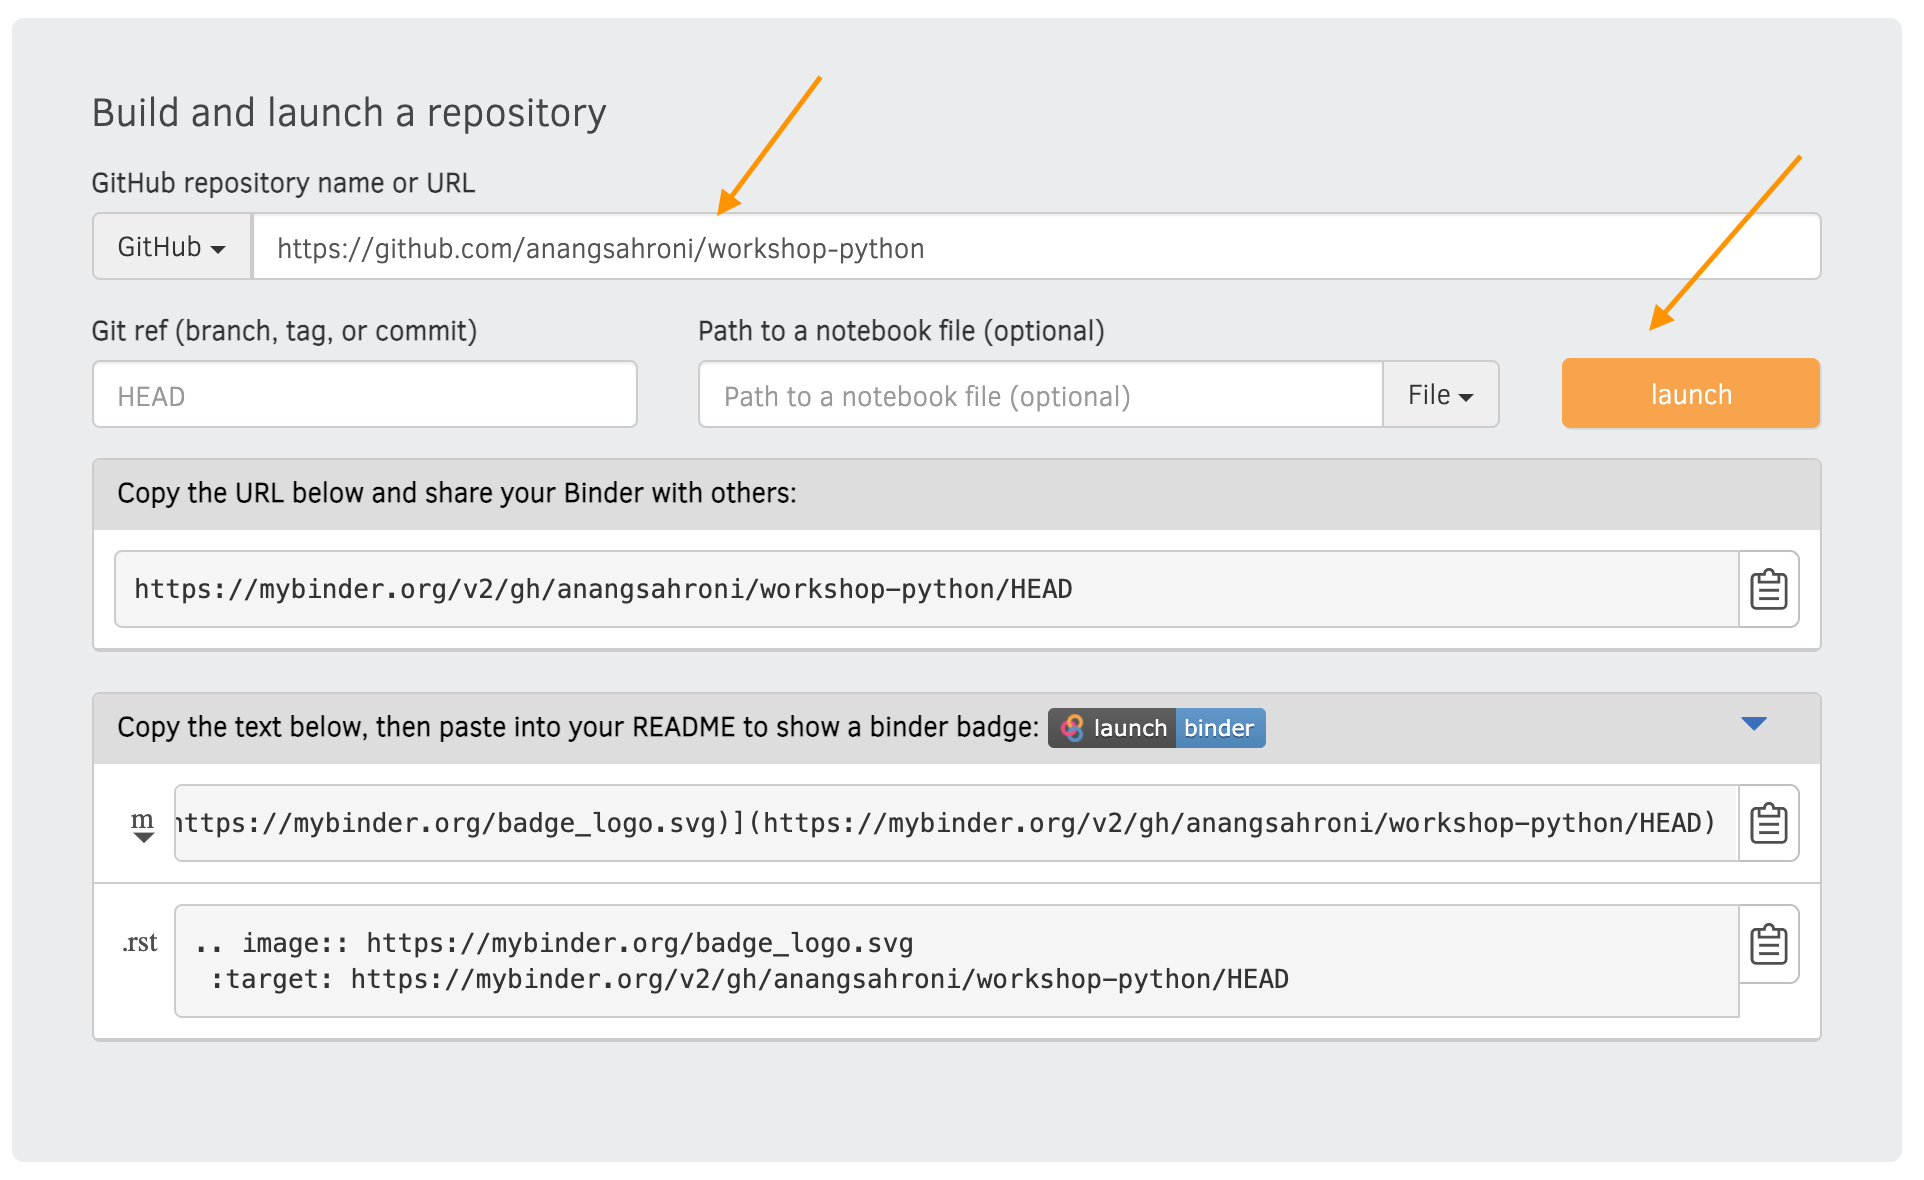 Build and launch a repository
GitHub repository name or URL
GitHub https://github.com/anangsahroni/workshop-python
Git ref (branch, tag, or commit) Path to a notebook file (optional)
HEAD Path to a notebook file (optional) File launch
Copy the URL below and share your Binder with others:
https://mybinder.org/v2/gh/anangsahroni/workshop-python/HEAD
Copy the text below, then paste into your README to show a binder badge: launch binder
m ttps://mybinder.org/badge_logo.svg)](https://mybinder.org/v2/gh/anangsahroni/workshop-python/HEAD)
.rst .. image:: https://mybinder.org/badge_logo.svg
:target: https://mybinder.org/v2/gh/anangsahroni/workshop-python/HEAD